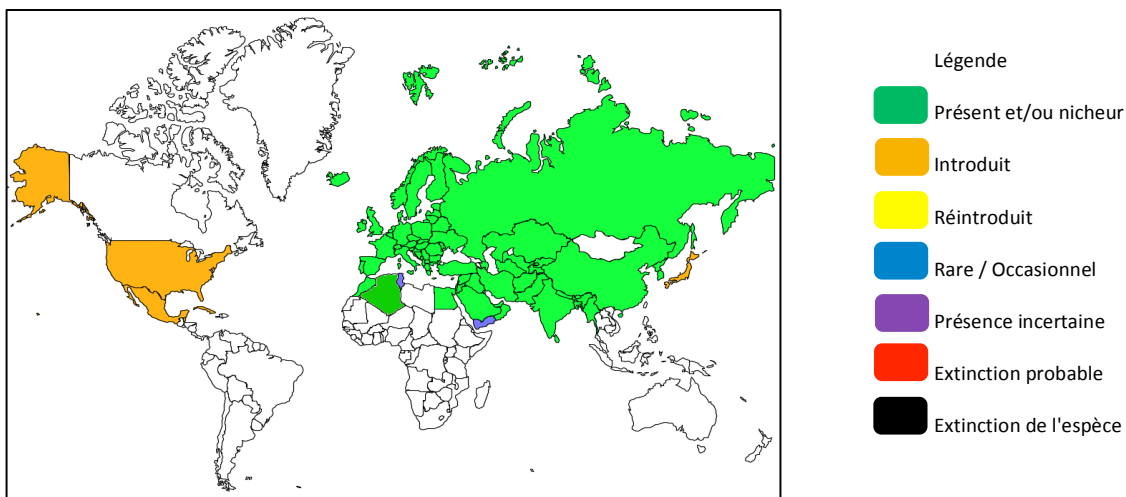 Légende
Présent et/ou nicheur
Introduit
Réintroduit
Rare / Occasionnel
Présence incertaine
Extinction probable
Extinction de l'espèce